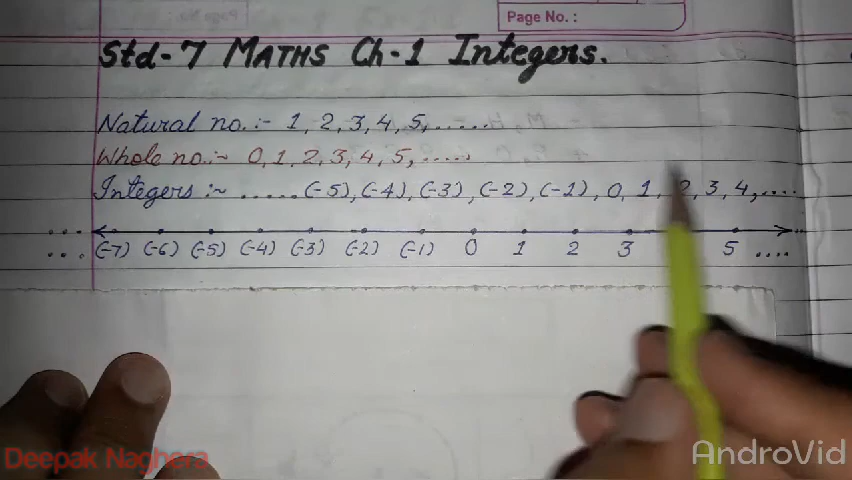 Page No. :
Std-7 MATHS Ch-1 Integers.
Natural no. :- 1, 2, 3, 4, 5, ......
Whole no. :- 0, 1, 2, 3, 4, 5, ......
Integers :- ..... (-5), (-4), (-3), (-2), (-1), 0, 1, 2, 3, 4, ....
... (-7) (-6) (-5) (-4) (-3) (-2) (-1) 0 1 2 3 5 ....
Deepak Naghera
AndroVid